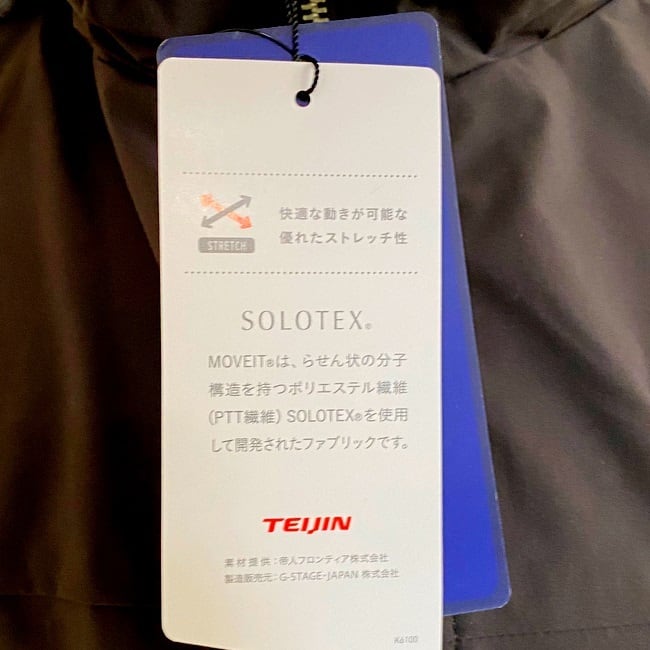 STRETCH
快適な動きが可能な
優れたストレッチ性
SOLOTEX®
MOVEIT®は、らせん状の分子
構造を持つポリエステル繊維
(PTT繊維) SOLOTEX®を使用
して開発されたファブリックです。
TEIJIN
素材提供：帝人フロンティア株式会社
製造販売元：G-STAGE-JAPAN 株式会社
K6100